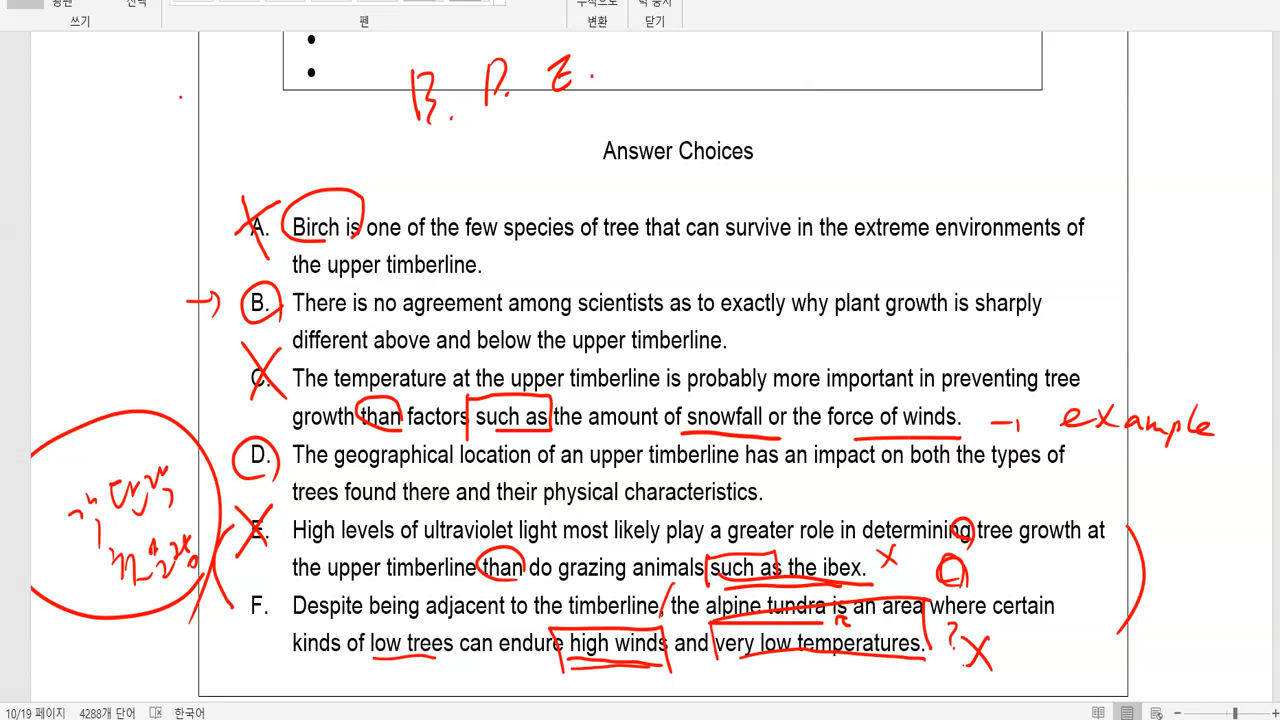 쓰기
펜
변환
닫기
B. D. E.
Answer Choices
A. Birch is one of the few species of tree that can survive in the extreme environments of
the upper timberline.
B. There is no agreement among scientists as to exactly why plant growth is sharply
different above and below the upper timberline.
C. The temperature at the upper timberline is probably more important in preventing tree
growth than factors such as the amount of snowfall or the force of winds.
→ example
D. The geographical location of an upper timberline has an impact on both the types of
trees found there and their physical characteristics.
E. High levels of ultraviolet light most likely play a greater role in determining tree growth at
the upper timberline than do grazing animals such as the ibex.
F. Despite being adjacent to the timberline, the alpine tundra is an area where certain
kinds of low trees can endure high winds and very low temperatures.
10/19 페이지 4288개 단어 한국어